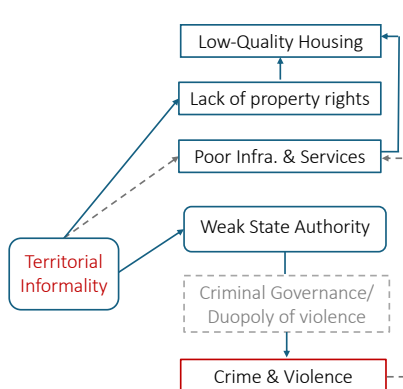 Low-Quality Housing
Lack of property rights
Poor Infra. & Services
Weak State Authority
Territorial
Informality
Criminal Governance/
Duopoly of violence
Crime & Violence